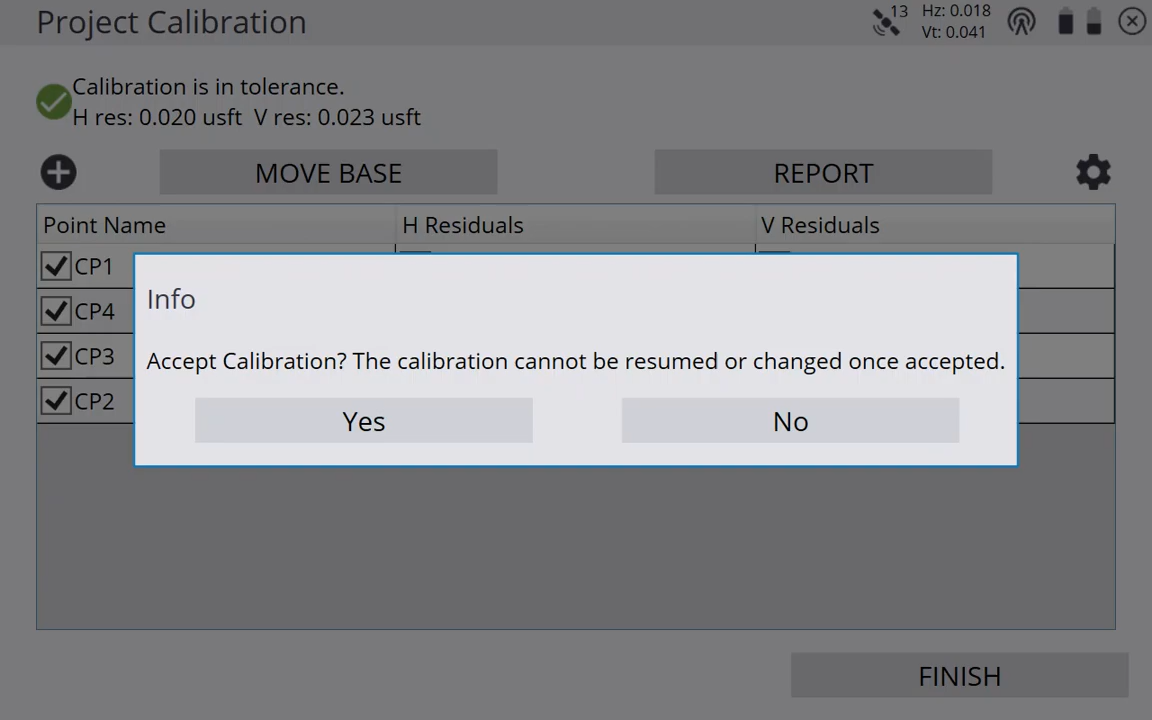 Project Calibration
13
Hz: 0.018
Vt: 0.041
Calibration is in tolerance.
H res: 0.020 usft  V res: 0.023 usft
MOVE BASE
REPORT
Point Name
H Residuals
V Residuals
CP1
CP4
CP3
CP2
Info
Accept Calibration? The calibration cannot be resumed or changed once accepted.
Yes
No
FINISH